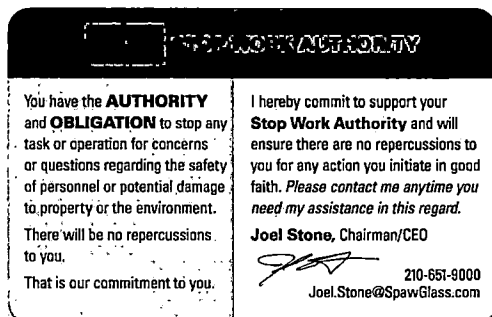 STOP WORK AUTHORITY
You have the AUTHORITY
and OBLIGATION to stop any
task or operation for concerns
or questions regarding the safety
of personnel or potential damage
to property or the environment.
There will be no repercussions
to you.
That is our commitment to you.
I hereby commit to support your
Stop Work Authority and will
ensure there are no repercussions to
you for any action you initiate in good
faith. Please contact me anytime you
need my assistance in this regard.
Joel Stone, Chairman/CEO
210-651-9000
Joel.Stone@SpawGlass.com